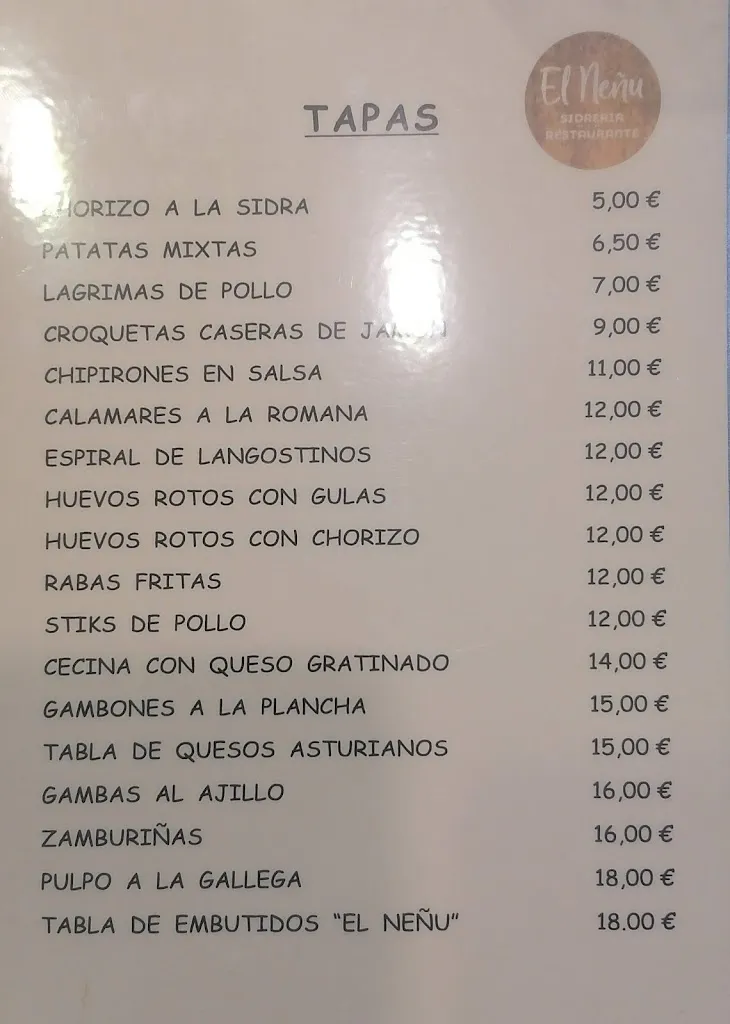 El Neñu
SIDRERIA
RESTAURANTE
TAPAS
CHORIZO A LA SIDRA 5,00 €
PATATAS MIXTAS 6,50 €
LAGRIMAS DE POLLO 7,00 €
CROQUETAS CASERAS DE JAMON 9,00 €
CHIPIRONES EN SALSA 11,00 €
CALAMARES A LA ROMANA 12,00 €
ESPIRAL DE LANGOSTINOS 12,00 €
HUEVOS ROTOS CON GULAS 12,00 €
HUEVOS ROTOS CON CHORIZO 12,00 €
RABAS FRITAS 12,00 €
STIKS DE POLLO 12,00 €
CECINA CON QUESO GRATINADO 14,00 €
GAMBONES A LA PLANCHA 15,00 €
TABLA DE QUESOS ASTURIANOS 15,00 €
GAMBAS AL AJILLO 16,00 €
ZAMBURIÑAS 16,00 €
PULPO A LA GALLEGA 18,00 €
TABLA DE EMBUTIDOS “EL NEÑU” 18.00 €